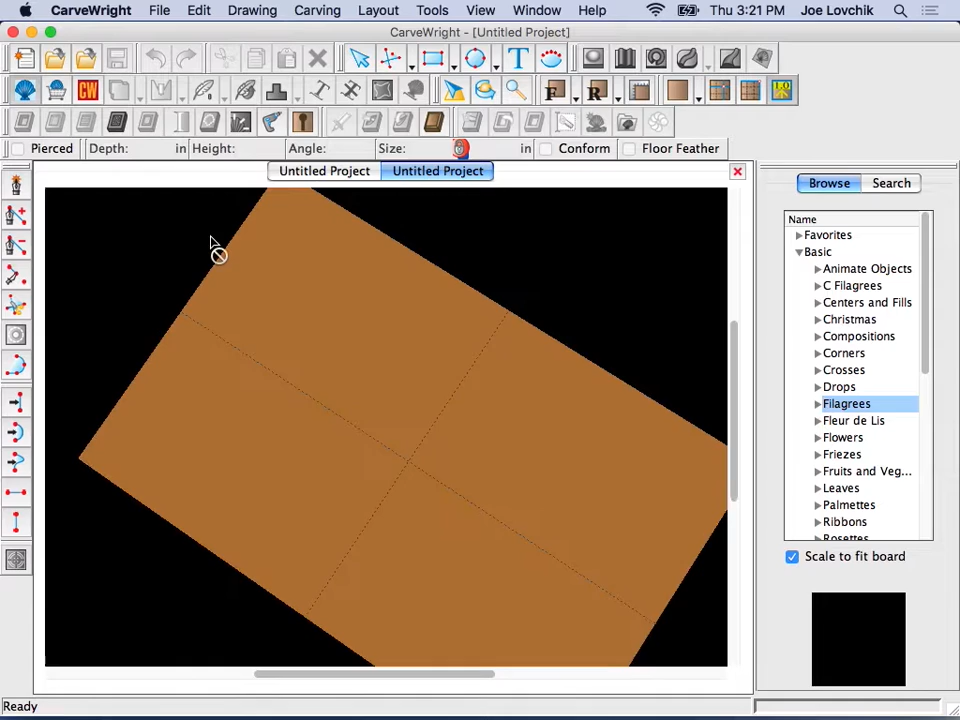 CarveWright File Edit Drawing Carving Layout Tools View Window Help Thu 3:21 PM Joe Lovchik
CarveWright - [Untitled Project]
T
CW F R LOGO
Pierced Depth: in Height: Angle: Size: in Conform Floor Feather
Untitled Project Untitled Project
Browse Search
Name
Favorites
Basic
Animate Objects
C Filagrees
Centers and Fills
Christmas
Compositions
Corners
Crosses
Drops
Filagrees
Fleur de Lis
Flowers
Friezes
Fruits and Veg...
Leaves
Palmettes
Ribbons
Rosettes
Scale to fit board
Ready